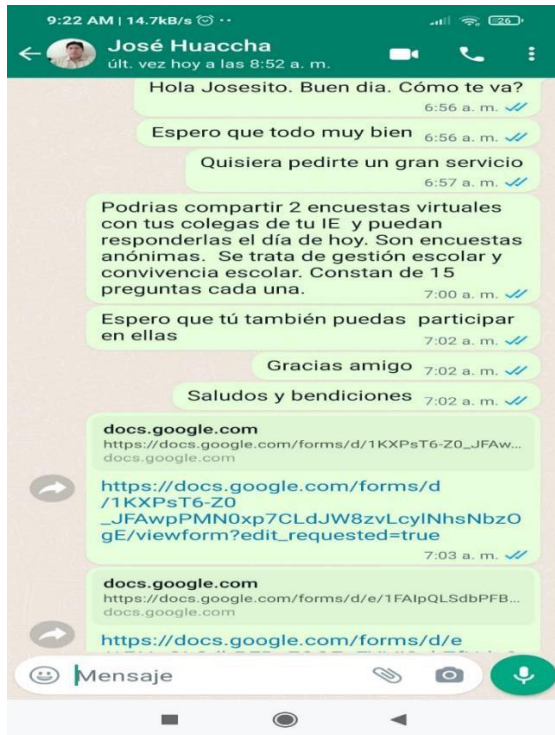 9:22 AM | 14.7kB/s
26
José Huaccha
últ. vez hoy a las 8:52 a. m.
Hola Josesito. Buen dia. Cómo te va?
6:56 a. m.
Espero que todo muy bien 6:56 a. m.
Quisiera pedirte un gran servicio
6:57 a. m.
Podrias compartir 2 encuestas virtuales
con tus colegas de tu IE y puedan
responderlas el día de hoy. Son encuestas
anónimas. Se trata de gestión escolar y
convivencia escolar. Constan de 15
preguntas cada una.
7:00 a. m.
Espero que tú también puedas participar
en ellas
7:02 a. m.
Gracias amigo 7:02 a. m.
Saludos y bendiciones 7:02 a. m.
docs.google.com
https://docs.google.com/forms/d/1KXPsT6-Z0_JFAw...
docs.google.com
https://docs.google.com/forms/d
/1KXPsT6-Z0
_JFAwpPMN0xp7CLdJW8zvLcylNhsNbzO
gE/viewform?edit_requested=true
7:03 a. m.
docs.google.com
https://docs.google.com/forms/d/e/1FAIpQLSdbPFB...
docs.google.com
https://docs.google.com/forms/d/e
Mensaje